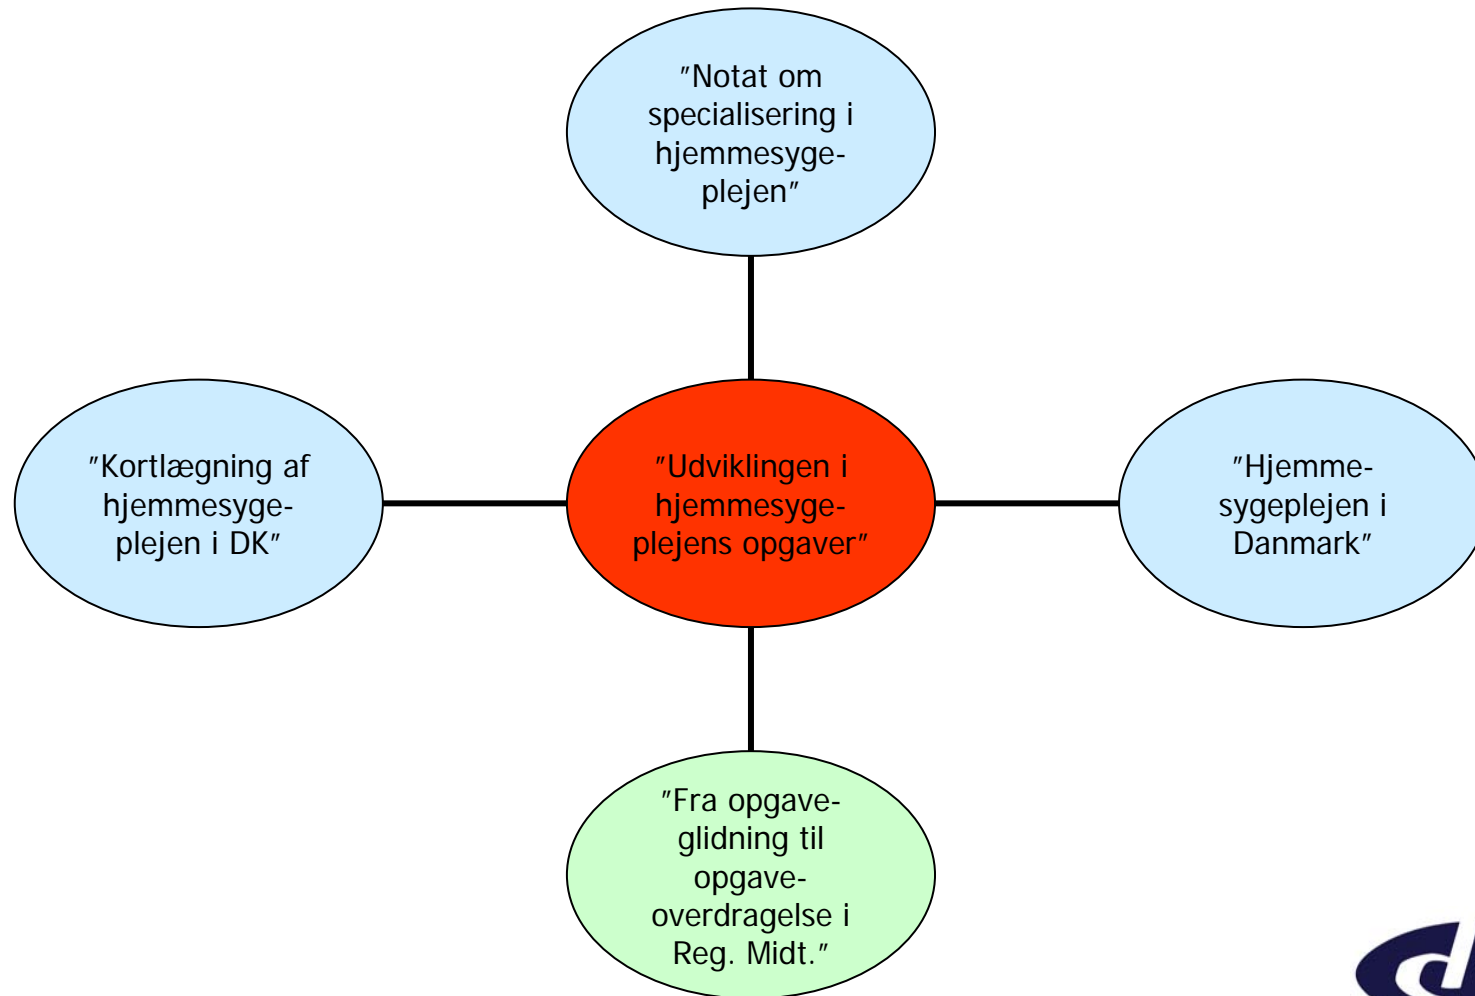 "Notat om
specialisering i
hjemmesyge-
plejen"
"Kortlægning af
hjemmesyge-
plejen i DK"
"Udviklingen i
hjemmesyge-
plejens opgaver"
"Hjemme-
sygeplejen i
Danmark"
"Fra opgave-
glidning til
opgave-
overdragelse i
Reg. Midt."